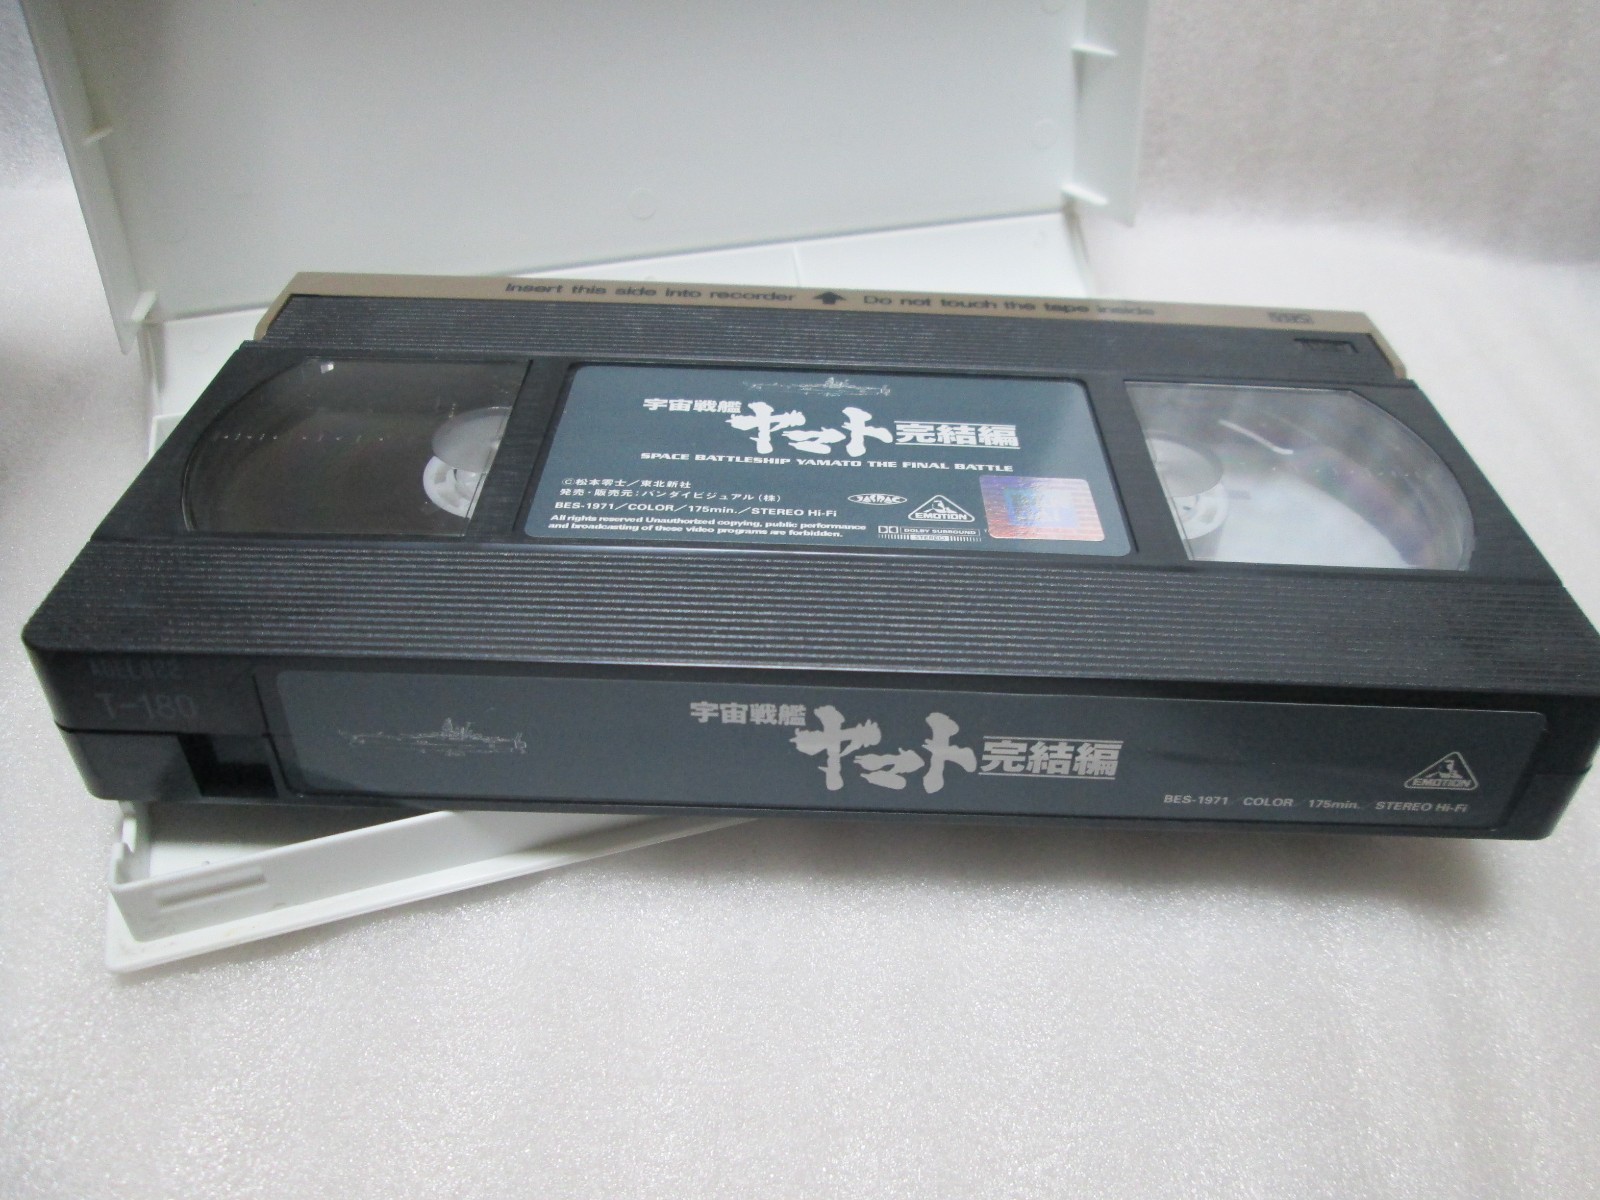 Insert this side into recorder Do not touch the tape inside
VHS
宇宙戦艦
ヤマト 完結編
SPACE BATTLESHIP YAMATO THE FINAL BATTLE
©松本零士／東北新社
発売・販売元：バンダイビジュアル（株）
BES-1971／COLOR／175min.／STEREO Hi-Fi
All rights reserved Unauthorized copying, public performance
and broadcasting of these video programs are forbidden.
EMOTION
DOLBY SURROUND
STEREO
T-180
宇宙戦艦
ヤマト 完結編
EMOTION
BES-1971 COLOR 175min. STEREO Hi-Fi